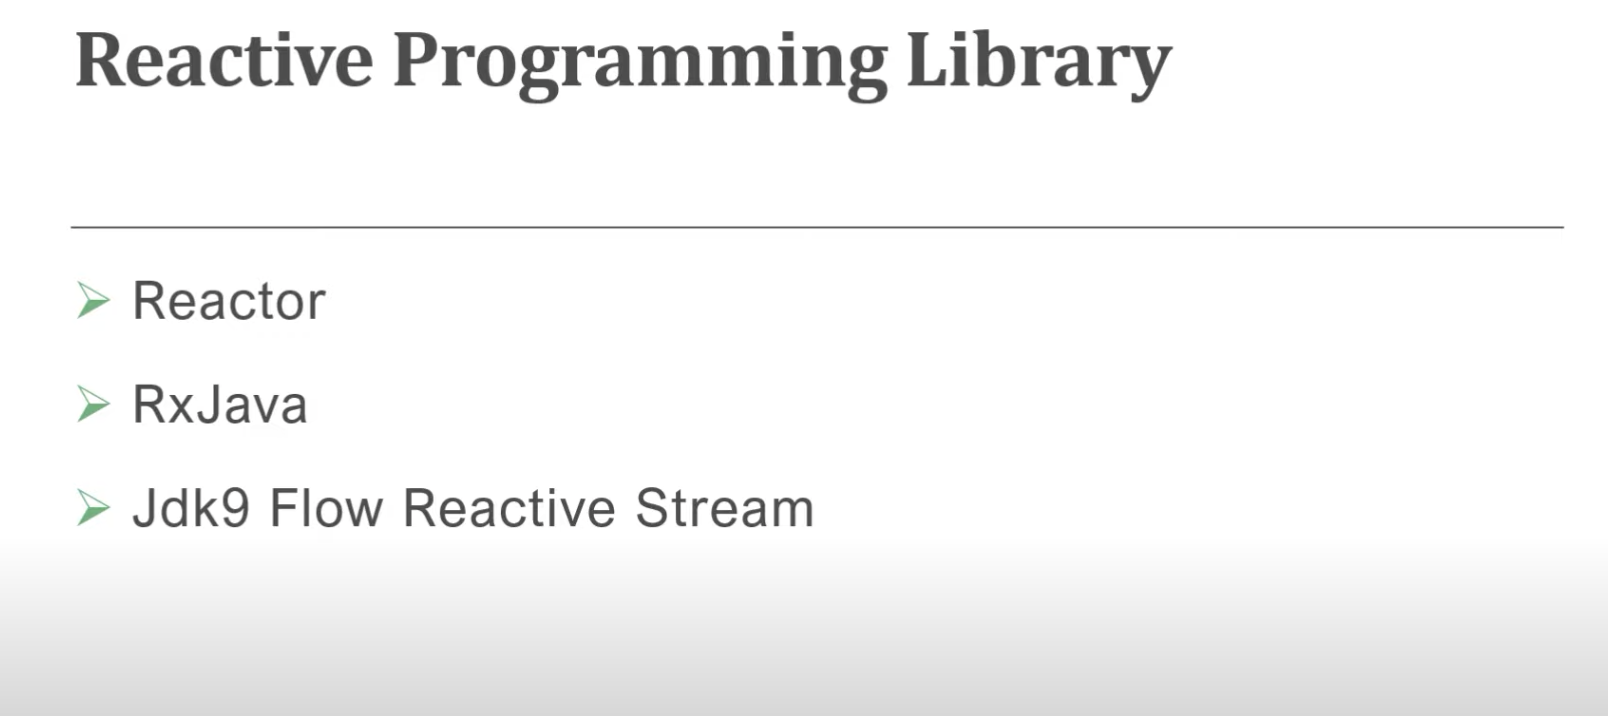 Reactive Programming Library
Reactor
RxJava
Jdk9 Flow Reactive Stream